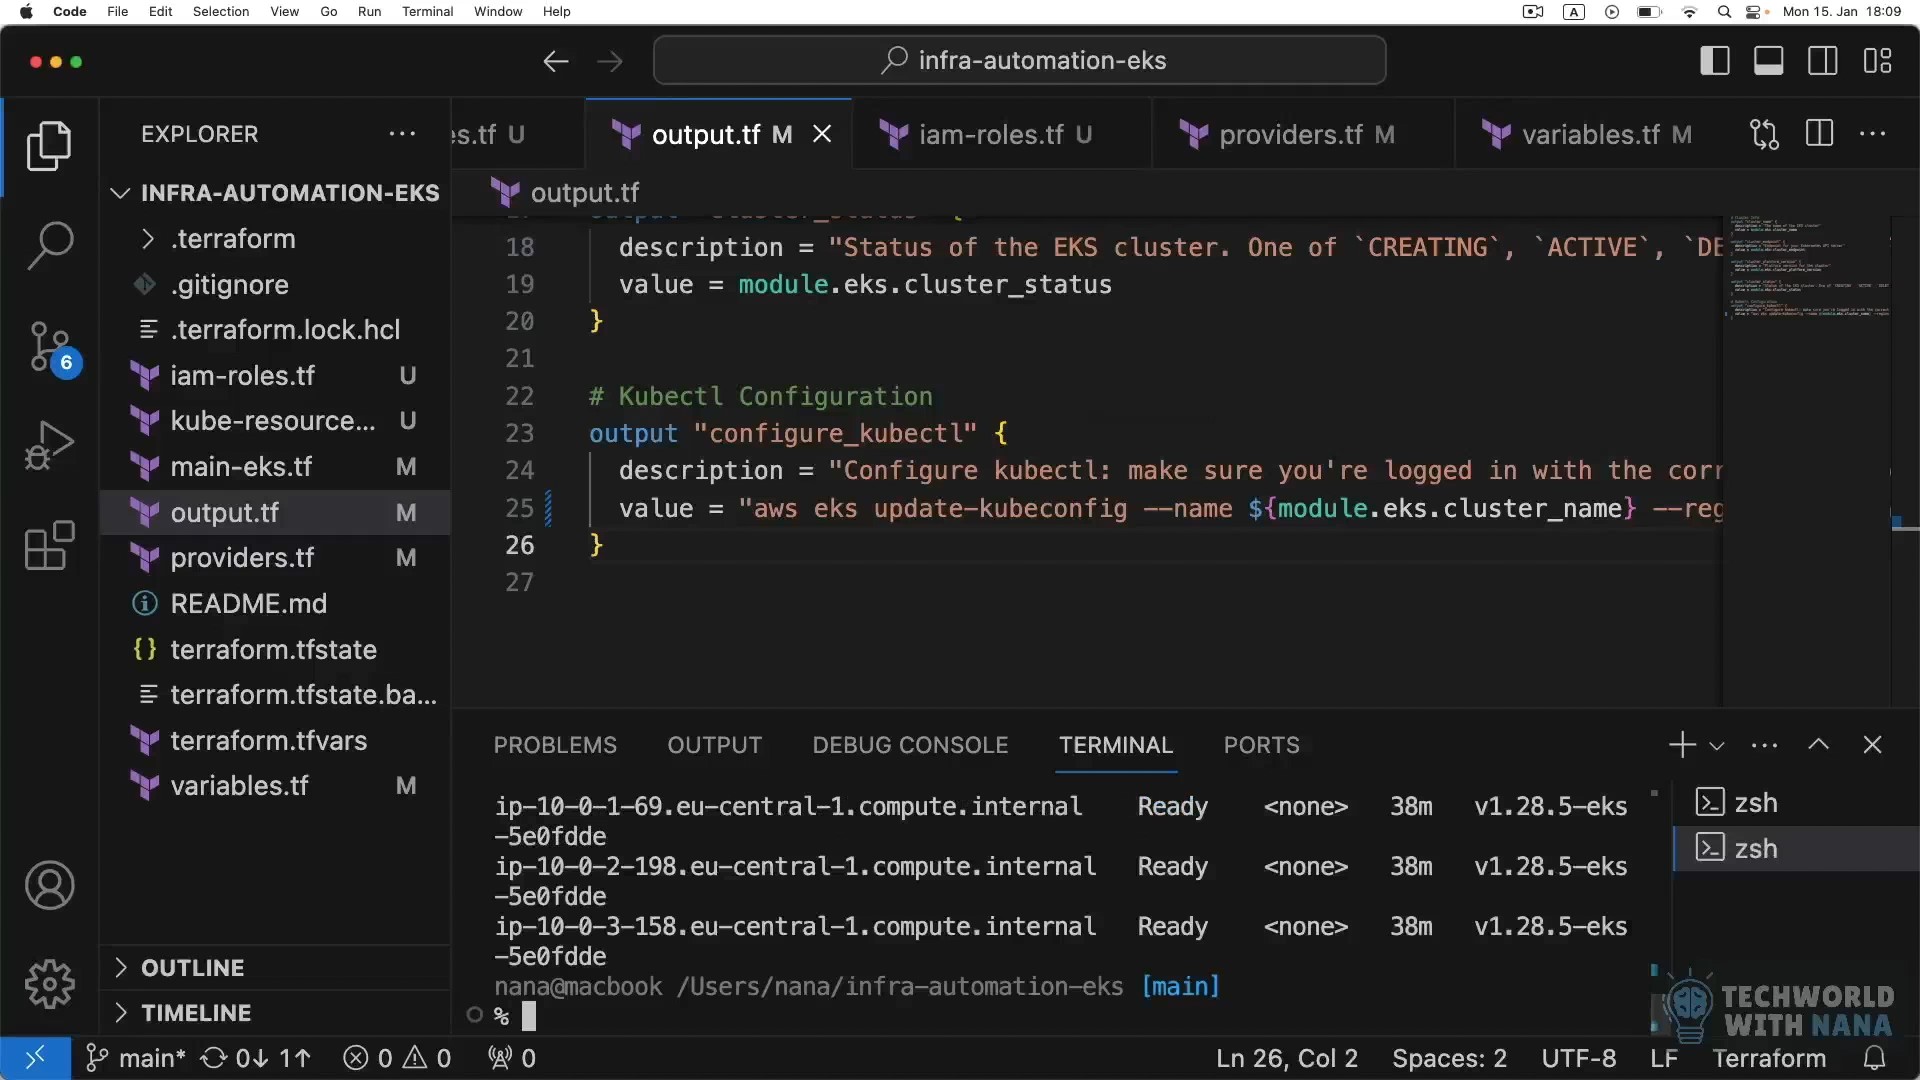 Code File Edit Selection View Go Run Terminal Window Help
A
Mon 15. Jan 18:09
infra-automation-eks
EXPLORER
INFRA-AUTOMATION-EKS
.terraform
.gitignore
.terraform.lock.hcl
iam-roles.tf U
kube-resource... U
main-eks.tf M
output.tf M
providers.tf M
README.md
{} terraform.tfstate
terraform.tfstate.ba...
terraform.tfvars
variables.tf M
OUTLINE
TIMELINE
6
es.tf U
output.tf M
iam-roles.tf U
providers.tf M
variables.tf M
output.tf
18 description = "Status of the EKS cluster. One of `CREATING`, `ACTIVE`, `DE
19 value = module.eks.cluster_status
20 }
21
22 # Kubectl Configuration
23 output "configure_kubectl" {
24 description = "Configure kubectl: make sure you're logged in with the corr
25 value = "aws eks update-kubeconfig --name ${module.eks.cluster_name} --reg
26 }
27
PROBLEMS OUTPUT DEBUG CONSOLE TERMINAL PORTS
ip-10-0-1-69.eu-central-1.compute.internal Ready <none> 38m v1.28.5-eks
-5e0fdde
ip-10-0-2-198.eu-central-1.compute.internal Ready <none> 38m v1.28.5-eks
-5e0fdde
ip-10-0-3-158.eu-central-1.compute.internal Ready <none> 38m v1.28.5-eks
-5e0fdde
nana@macbook /Users/nana/infra-automation-eks [main]
%
zsh
zsh
TECHWORLD
WITH NANA
main* 0↓ 1↑ 0 0 0
Ln 26, Col 2 Spaces: 2 UTF-8 LF Terraform